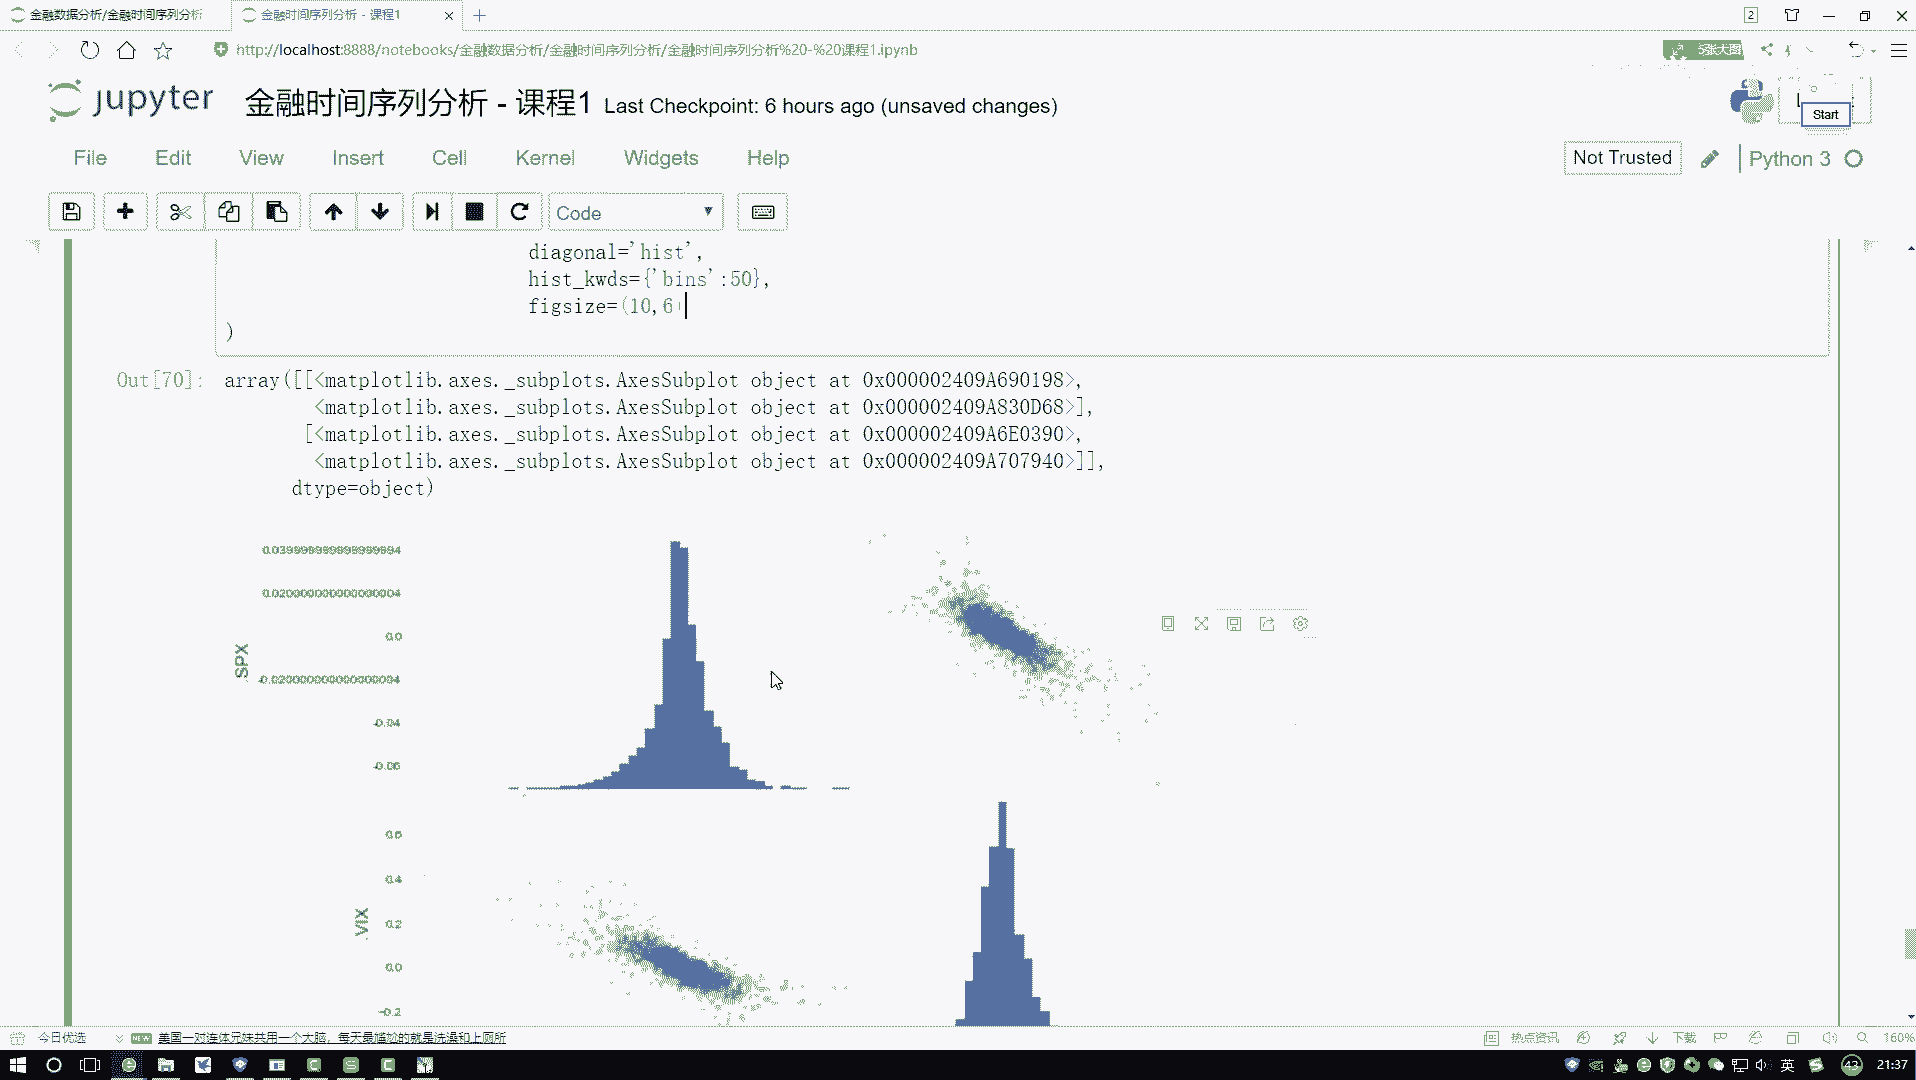 金融数据分析/金融时间序列分析
金融时间序列分析 - 课程1
2
http://localhost:8888/notebooks/金融数据分析/金融时间序列分析/金融时间序列分析%20-%20课程1.ipynb
5张大图
jupyter 金融时间序列分析 - 课程1 Last Checkpoint: 6 hours ago (unsaved changes)
Start
File Edit View Insert Cell Kernel Widgets Help
Not Trusted
Python 3
Code
diagonal='hist',
hist_kwds={'bins':50},
figsize=(10,6
)
Out[70]: array([[<matplotlib.axes._subplots.AxesSubplot object at 0x000002409A690198>,
<matplotlib.axes._subplots.AxesSubplot object at 0x000002409A830D68>],
[<matplotlib.axes._subplots.AxesSubplot object at 0x000002409A6E0390>,
<matplotlib.axes._subplots.AxesSubplot object at 0x000002409A707940>]],
dtype=object)
0.039999999999999994
0.020000000000000004
0.0
-0.020000000000000004
-0.04
-0.06
.SPX
0.6
0.4
0.2
0.0
-0.2
.VIX
今日优选
NEW
美国一对连体兄妹共用一个大脑，每天最尴尬的就是洗澡和上厕所
热点资讯
下载
160%
英
43
21:37